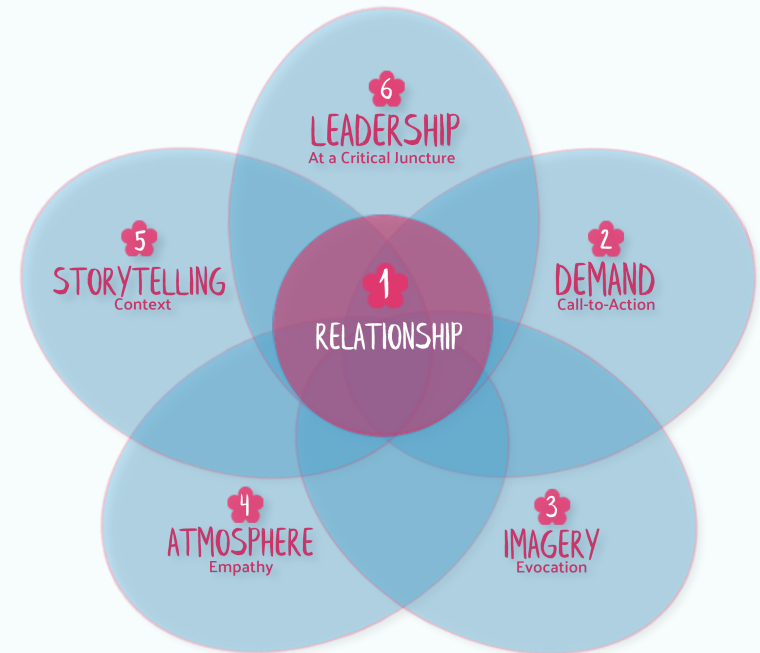 6
LEADERSHIP
At a Critical Juncture
5
STORYTELLING
Context
2
DEMAND
Call-to-Action
1
RELATIONSHIP
4
ATMOSPHERE
Empathy
3
IMAGERY
Evocation